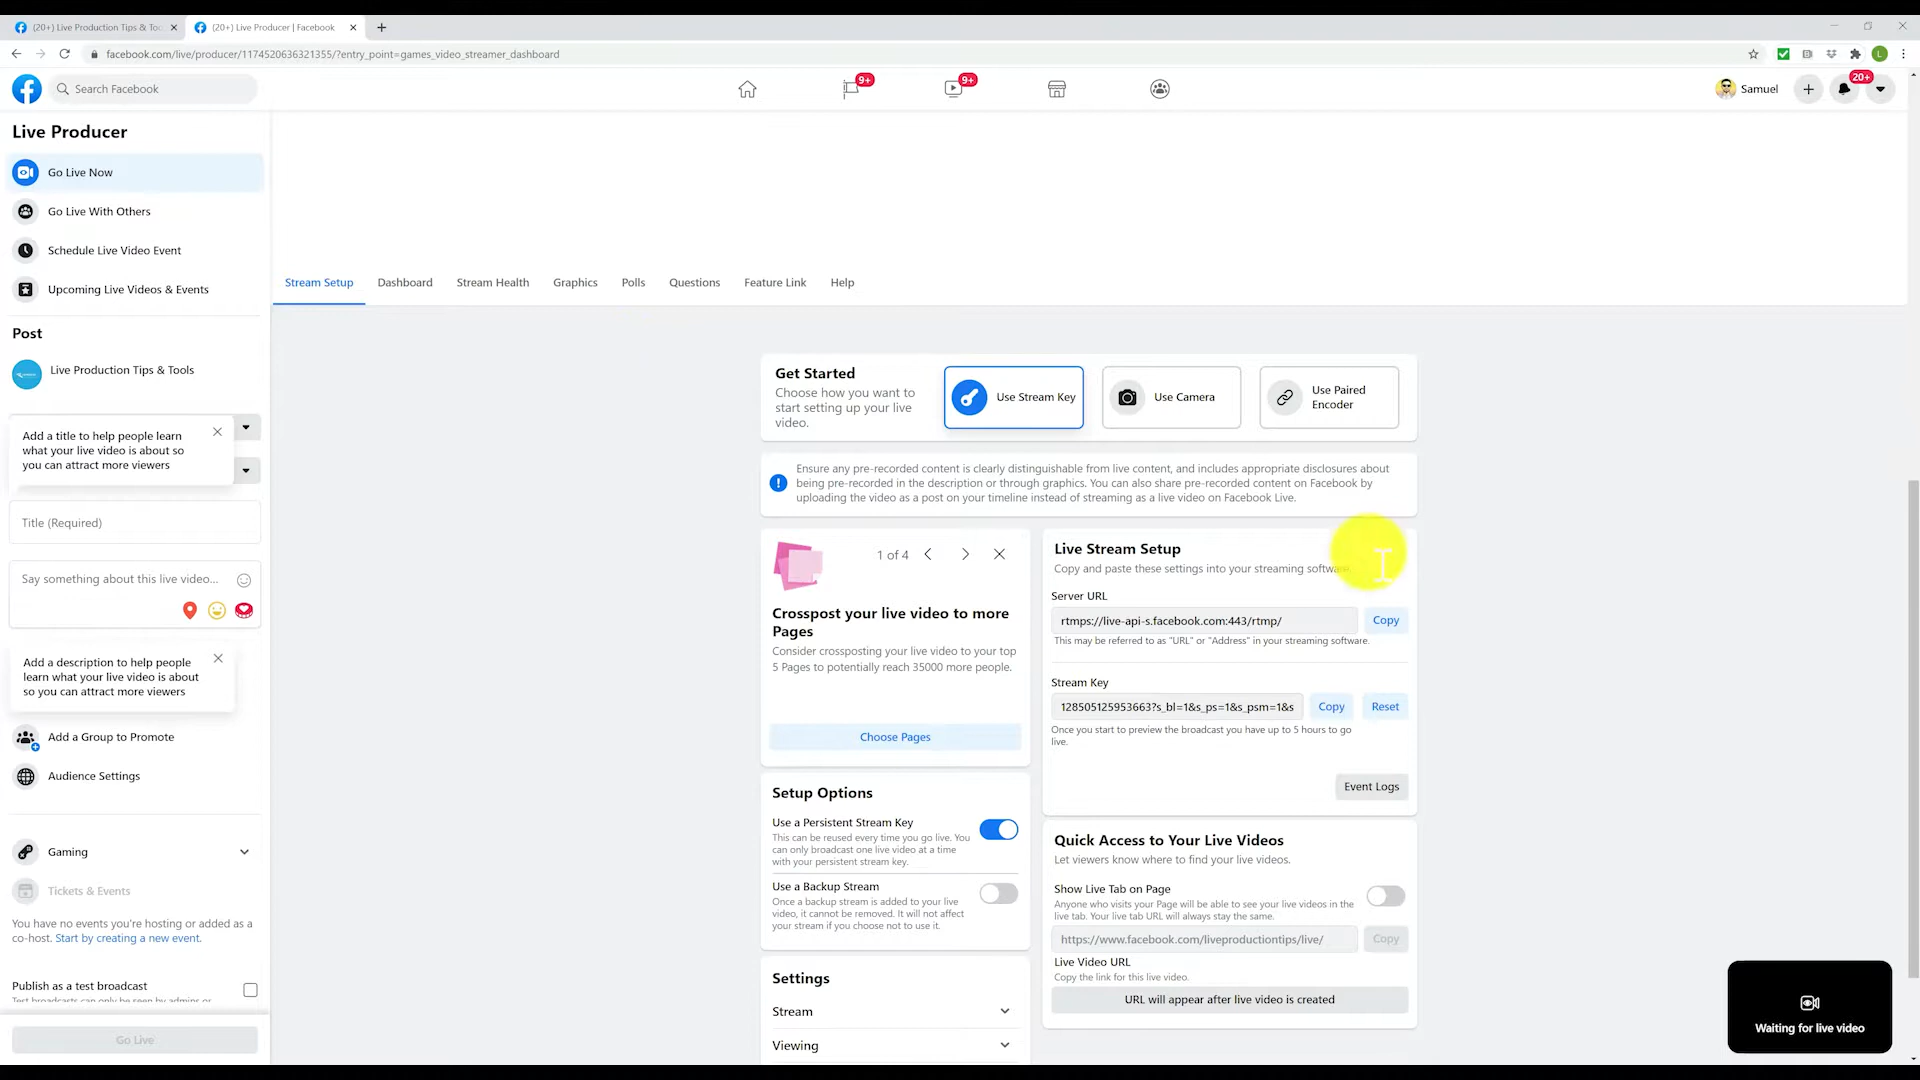 (20+) Live Production Tips & Too
(20+) Live Producer | Facebook
facebook.com/live/producer/1174520636321355/?entry_point=games_video_streamer_dashboard
Search Facebook
9+
9+
Samuel
20+
Live Producer
Go Live Now
Go Live With Others
Schedule Live Video Event
Upcoming Live Videos & Events
Post
Live Production Tips & Tools
Add a title to help people learn
what your live video is about so
you can attract more viewers
Title (Required)
Say something about this live video...
Add a description to help people
learn what your live video is about
so you can attract more viewers
Add a Group to Promote
Audience Settings
Gaming
Tickets & Events
You have no events you're hosting or added as a
co-host. Start by creating a new event.
Publish as a test broadcast
Test broadcasts can only be seen by admins or
Go Live
Stream Setup
Dashboard
Stream Health
Graphics
Polls
Questions
Feature Link
Help
Get Started
Choose how you want to
start setting up your live
video.
Use Stream Key
Use Camera
Use Paired
Encoder
Ensure any pre-recorded content is clearly distinguishable from live content, and includes appropriate disclosures about
being pre-recorded in the description or through graphics. You can also share pre-recorded content on Facebook by
uploading the video as a post on your timeline instead of streaming as a live video on Facebook Live.
1 of 4
Crosspost your live video to more
Pages
Consider crossposting your live video to your top
5 Pages to potentially reach 35000 more people.
Choose Pages
Setup Options
Use a Persistent Stream Key
This can be reused every time you go live. You
can only broadcast one live video at a time
with your persistent stream key.
Use a Backup Stream
Once a backup stream is added to your live
video, it cannot be removed. It will not affect
your stream if you choose not to use it.
Settings
Stream
Viewing
Live Stream Setup
Copy and paste these settings into your streaming software.
Server URL
rtmps://live-api-s.facebook.com:443/rtmp/
Copy
This may be referred to as "URL" or "Address" in your streaming software.
Stream Key
128505125953663?s_bl=1&s_ps=1&s_psm=1&s
Copy
Reset
Once you start to preview the broadcast you have up to 5 hours to go
live.
Event Logs
Quick Access to Your Live Videos
Let viewers know where to find your live videos.
Show Live Tab on Page
Anyone who visits your Page will be able to see your live videos in the
live tab. Your live tab URL will always stay the same.
https://www.facebook.com/liveproductiontips/live/
Copy
Live Video URL
Copy the link for this live video.
URL will appear after live video is created
Waiting for live video